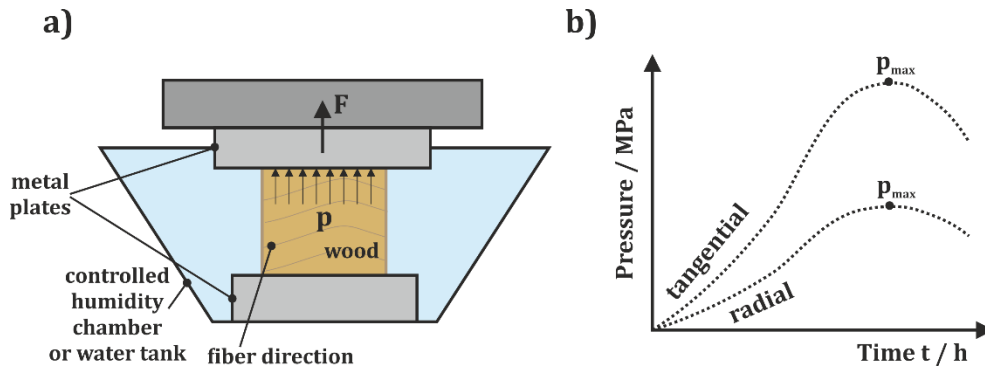 a)
F
metal
plates
p
wood
controlled
humidity
chamber
or water tank
fiber direction
b)
Pressure / MPa
pmax
pmax
tangential
radial
Time t / h